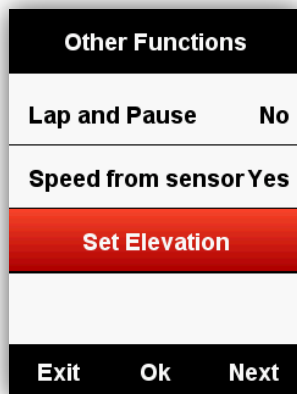 Other Functions
Lap and Pause No
Speed from sensor Yes
Set Elevation
Exit Ok Next